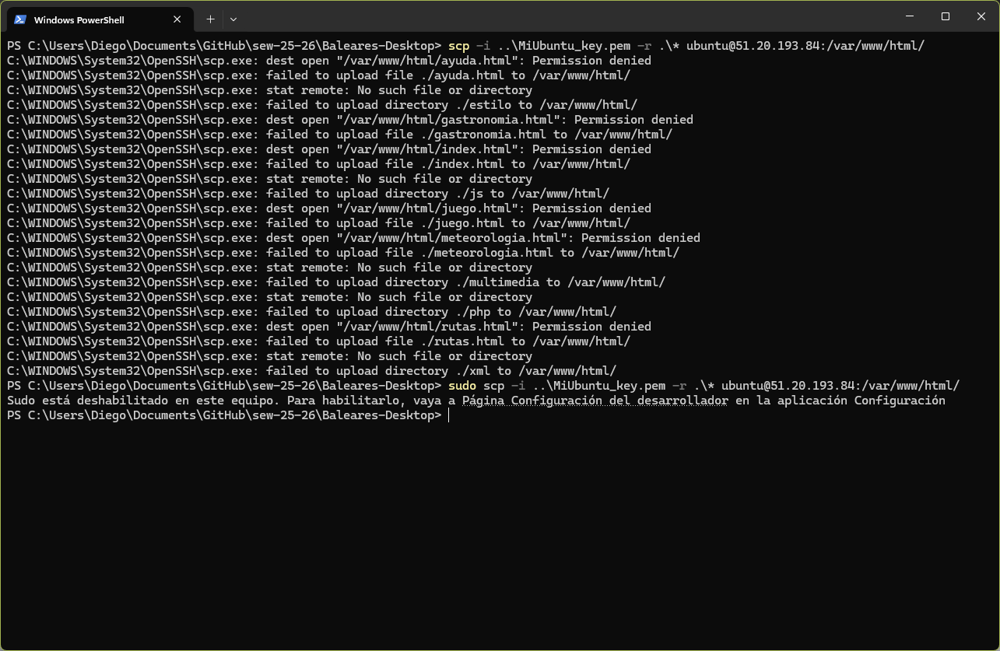 Windows PowerShell
PS C:\Users\Diego\Documents\GitHub\sew-25-26\Baleares-Desktop> scp -i ..\MiUbuntu_key.pem -r .\* ubuntu@51.20.193.84:/var/www/html/
C:\WINDOWS\System32\OpenSSH\scp.exe: dest open "/var/www/html/ayuda.html": Permission denied
C:\WINDOWS\System32\OpenSSH\scp.exe: failed to upload file ./ayuda.html to /var/www/html/
C:\WINDOWS\System32\OpenSSH\scp.exe: stat remote: No such file or directory
C:\WINDOWS\System32\OpenSSH\scp.exe: failed to upload directory ./estilo to /var/www/html/
C:\WINDOWS\System32\OpenSSH\scp.exe: dest open "/var/www/html/gastronomia.html": Permission denied
C:\WINDOWS\System32\OpenSSH\scp.exe: failed to upload file ./gastronomia.html to /var/www/html/
C:\WINDOWS\System32\OpenSSH\scp.exe: dest open "/var/www/html/index.html": Permission denied
C:\WINDOWS\System32\OpenSSH\scp.exe: failed to upload file ./index.html to /var/www/html/
C:\WINDOWS\System32\OpenSSH\scp.exe: stat remote: No such file or directory
C:\WINDOWS\System32\OpenSSH\scp.exe: failed to upload directory ./js to /var/www/html/
C:\WINDOWS\System32\OpenSSH\scp.exe: dest open "/var/www/html/juego.html": Permission denied
C:\WINDOWS\System32\OpenSSH\scp.exe: failed to upload file ./juego.html to /var/www/html/
C:\WINDOWS\System32\OpenSSH\scp.exe: dest open "/var/www/html/meteorologia.html": Permission denied
C:\WINDOWS\System32\OpenSSH\scp.exe: failed to upload file ./meteorologia.html to /var/www/html/
C:\WINDOWS\System32\OpenSSH\scp.exe: stat remote: No such file or directory
C:\WINDOWS\System32\OpenSSH\scp.exe: failed to upload directory ./multimedia to /var/www/html/
C:\WINDOWS\System32\OpenSSH\scp.exe: stat remote: No such file or directory
C:\WINDOWS\System32\OpenSSH\scp.exe: failed to upload directory ./php to /var/www/html/
C:\WINDOWS\System32\OpenSSH\scp.exe: dest open "/var/www/html/rutas.html": Permission denied
C:\WINDOWS\System32\OpenSSH\scp.exe: failed to upload file ./rutas.html to /var/www/html/
C:\WINDOWS\System32\OpenSSH\scp.exe: stat remote: No such file or directory
C:\WINDOWS\System32\OpenSSH\scp.exe: failed to upload directory ./xml to /var/www/html/
PS C:\Users\Diego\Documents\GitHub\sew-25-26\Baleares-Desktop> sudo scp -i ..\MiUbuntu_key.pem -r .\* ubuntu@51.20.193.84:/var/www/html/
Sudo está deshabilitado en este equipo. Para habilitarlo, vaya a Página Configuración del desarrollador en la aplicación Configuración
PS C:\Users\Diego\Documents\GitHub\sew-25-26\Baleares-Desktop>